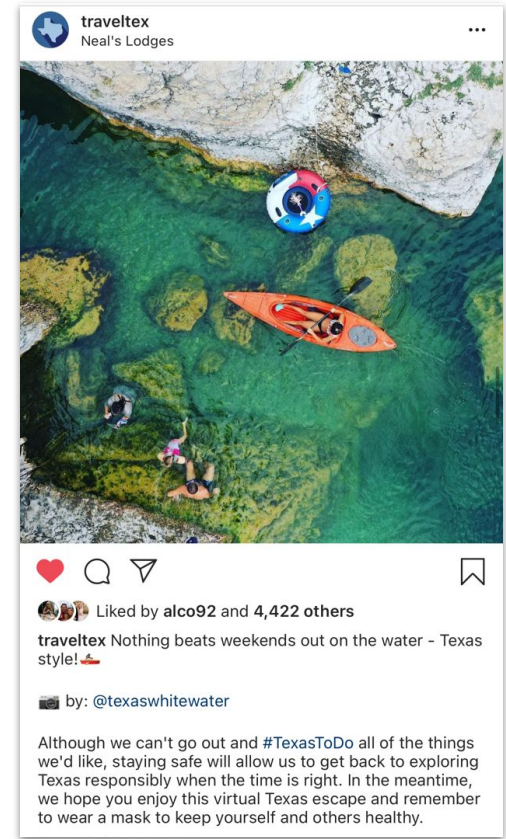 traveltex
Neal's Lodges
Liked by alco92 and 4,422 others
traveltex Nothing beats weekends out on the water - Texas
style!🚣
📷 by: @texaswhitewater
Although we can't go out and #TexasToDo all of the things
we'd like, staying safe will allow us to get back to exploring
Texas responsibly when the time is right. In the meantime,
we hope you enjoy this virtual Texas escape and remember
to wear a mask to keep yourself and others healthy.